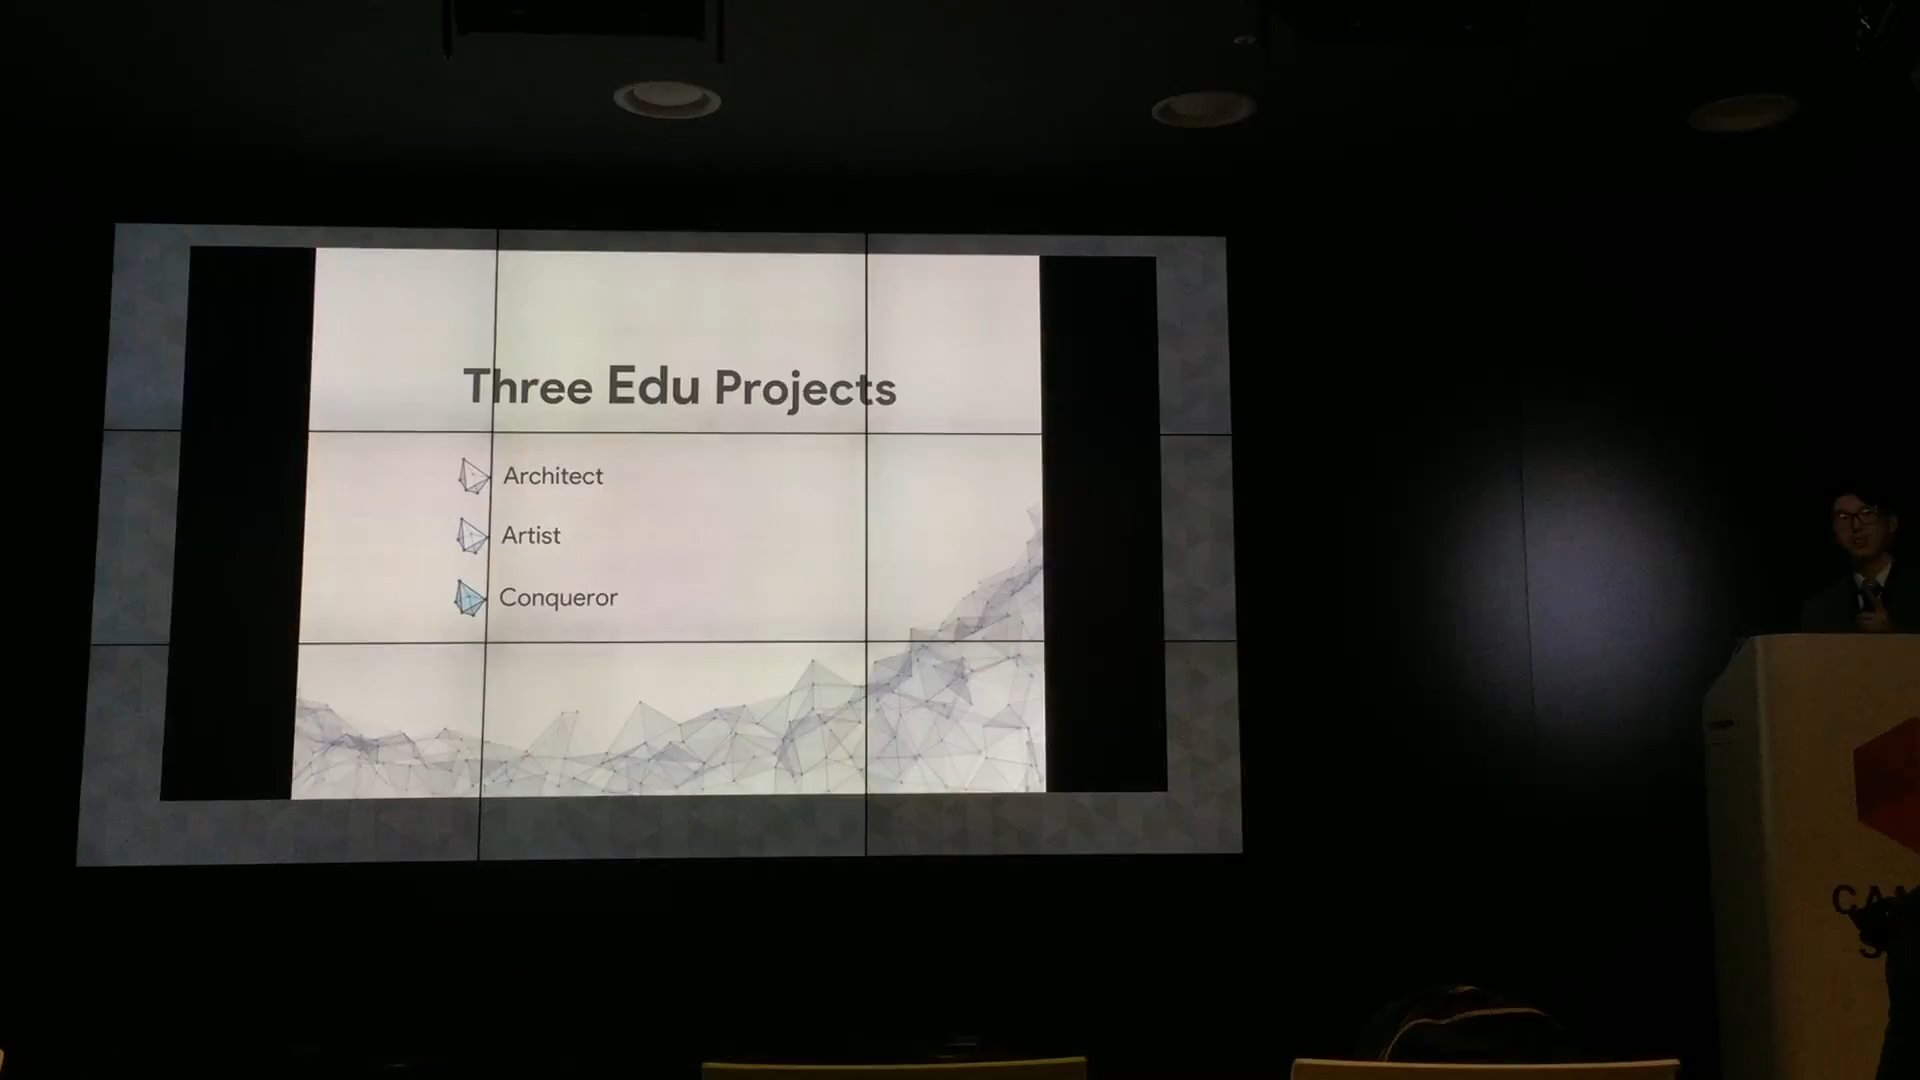 Three Edu Projects
Architect
Artist
Conqueror